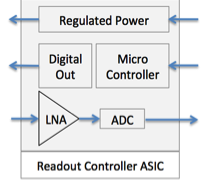 Regulated Power
Digital
Out
Micro
Controller
LNA
ADC
Readout Controller ASIC